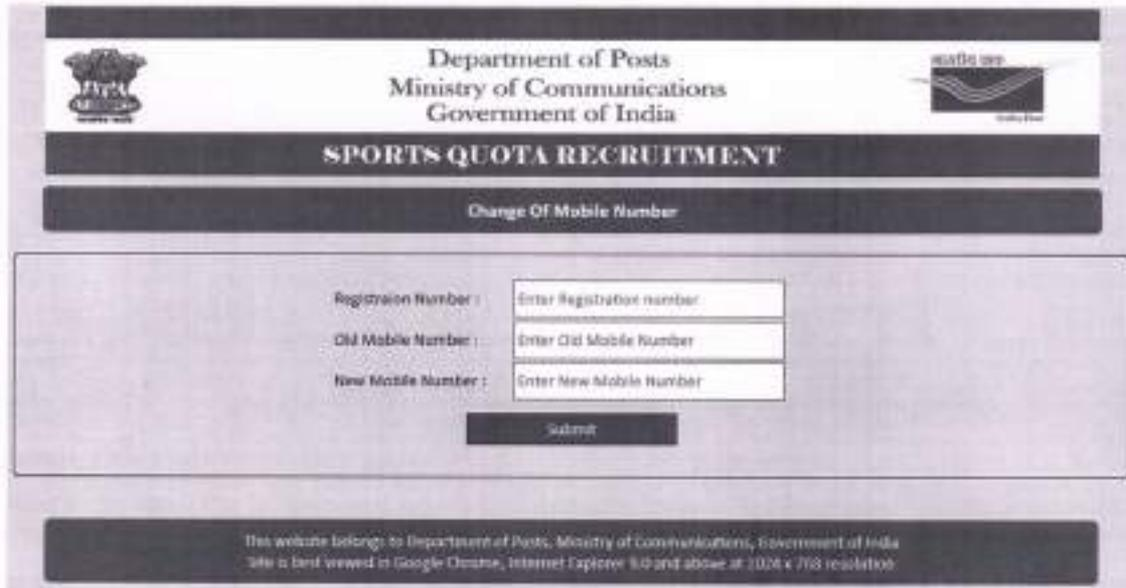 Department of Posts
Ministry of Communications
Government of India
SPORTS QUOTA RECRUITMENT
Change Of Mobile Number
Registraion Number :
Enter Registration number
Old Mobile Number :
Enter Old Mobile Number
New Mobile Number :
Enter New Mobile Number
Submit
This website belongs to Department of Posts, Ministry of Communications, Government of India
Site is best viewed in Google Chrome, Internet Explorer 9.0 and above at 1024 x 768 resolution